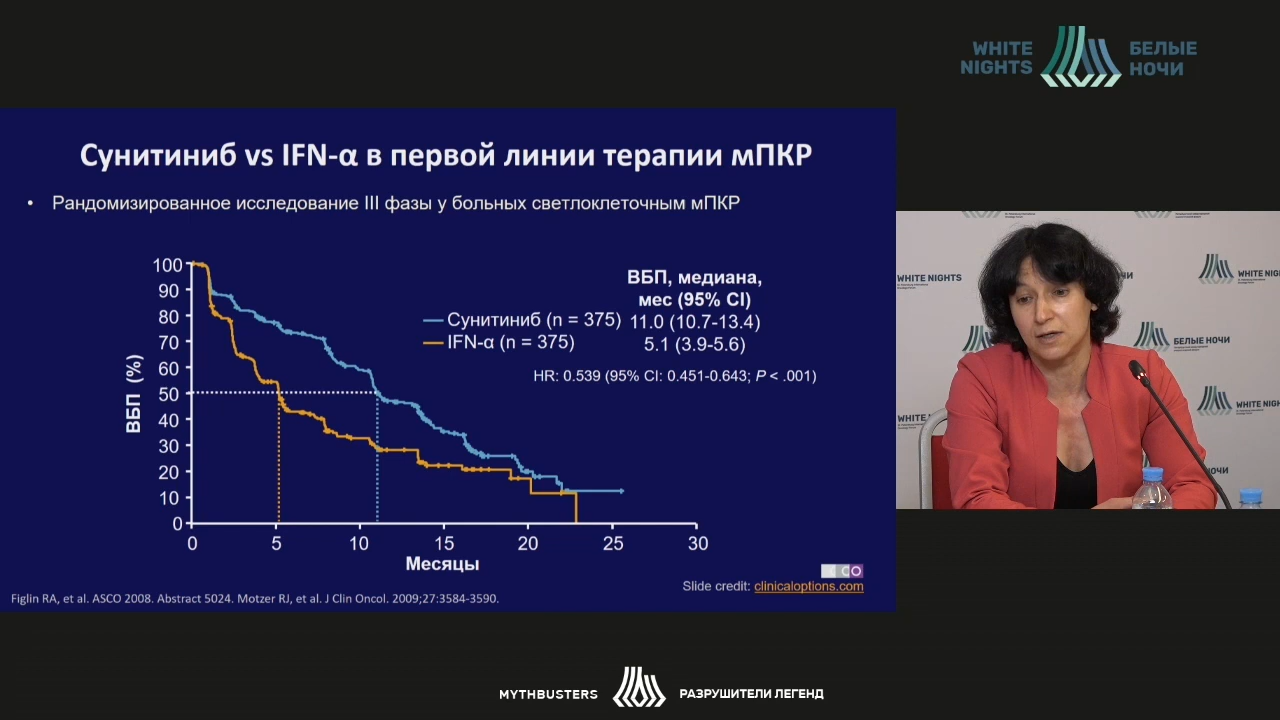 WHITE
NIGHTS
БЕЛЫЕ
НОЧИ
Сунитиниб vs IFN-α в первой линии терапии мПКР
• Рандомизированное исследование III фазы у больных светлоклеточным мПКР
ВБП, медиана,
мес (95% CI)
Сунитиниб (n = 375) 11.0 (10.7-13.4)
IFN-α (n = 375) 5.1 (3.9-5.6)
HR: 0.539 (95% CI: 0.451-0.643; P < .001)
ВБП (%)
100
90
80
70
60
50
40
30
20
10
0
0 5 10 15 20 25 30
Месяцы
Slide credit: clinicaloptions.com
Figlin RA, et al. ASCO 2008. Abstract 5024. Motzer RJ, et al. J Clin Oncol. 2009;27:3584-3590.
WHITE NIGHTS
WHITE NIGH
БЕЛЫЕ НОЧИ
WHITE NIGH
НОЧИ
MYTHBUSTERS
РАЗРУШИТЕЛИ ЛЕГЕНД